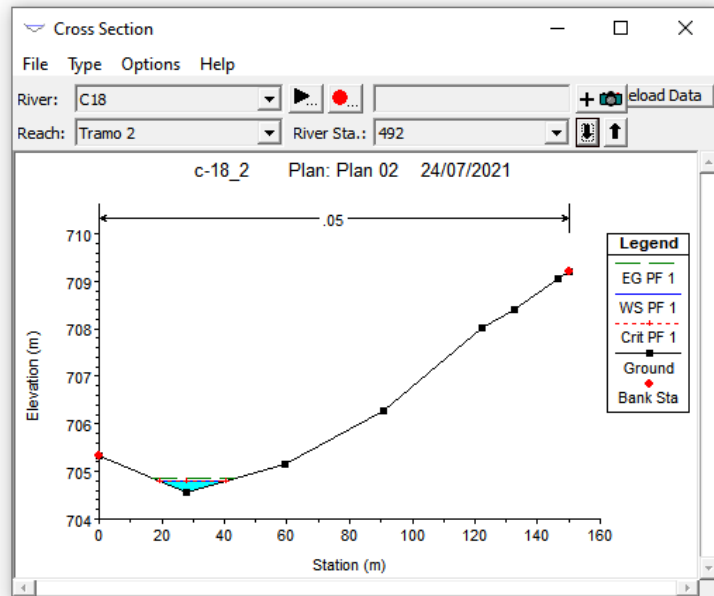 Cross Section
File Type Options Help
River: C18 ... ... + eload Data
Reach: Tramo 2 River Sta.: 492
c-18_2 Plan: Plan 02 24/07/2021
.05
710
709
708
707
706
705
704
Elevation (m)
0 20 40 60 80 100 120 140 160
Station (m)
Legend
EG PF 1
WS PF 1
Crit PF 1
Ground
Bank Sta